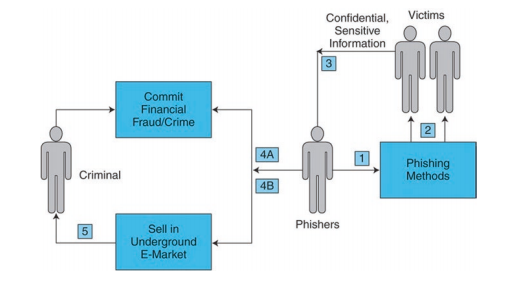 Confidential,
Sensitive
Information
Victims
3
Commit
Financial
Fraud/Crime
2
4A
1
Phishing
Methods
Criminal
4B
Phishers
5
Sell in
Underground
E-Market